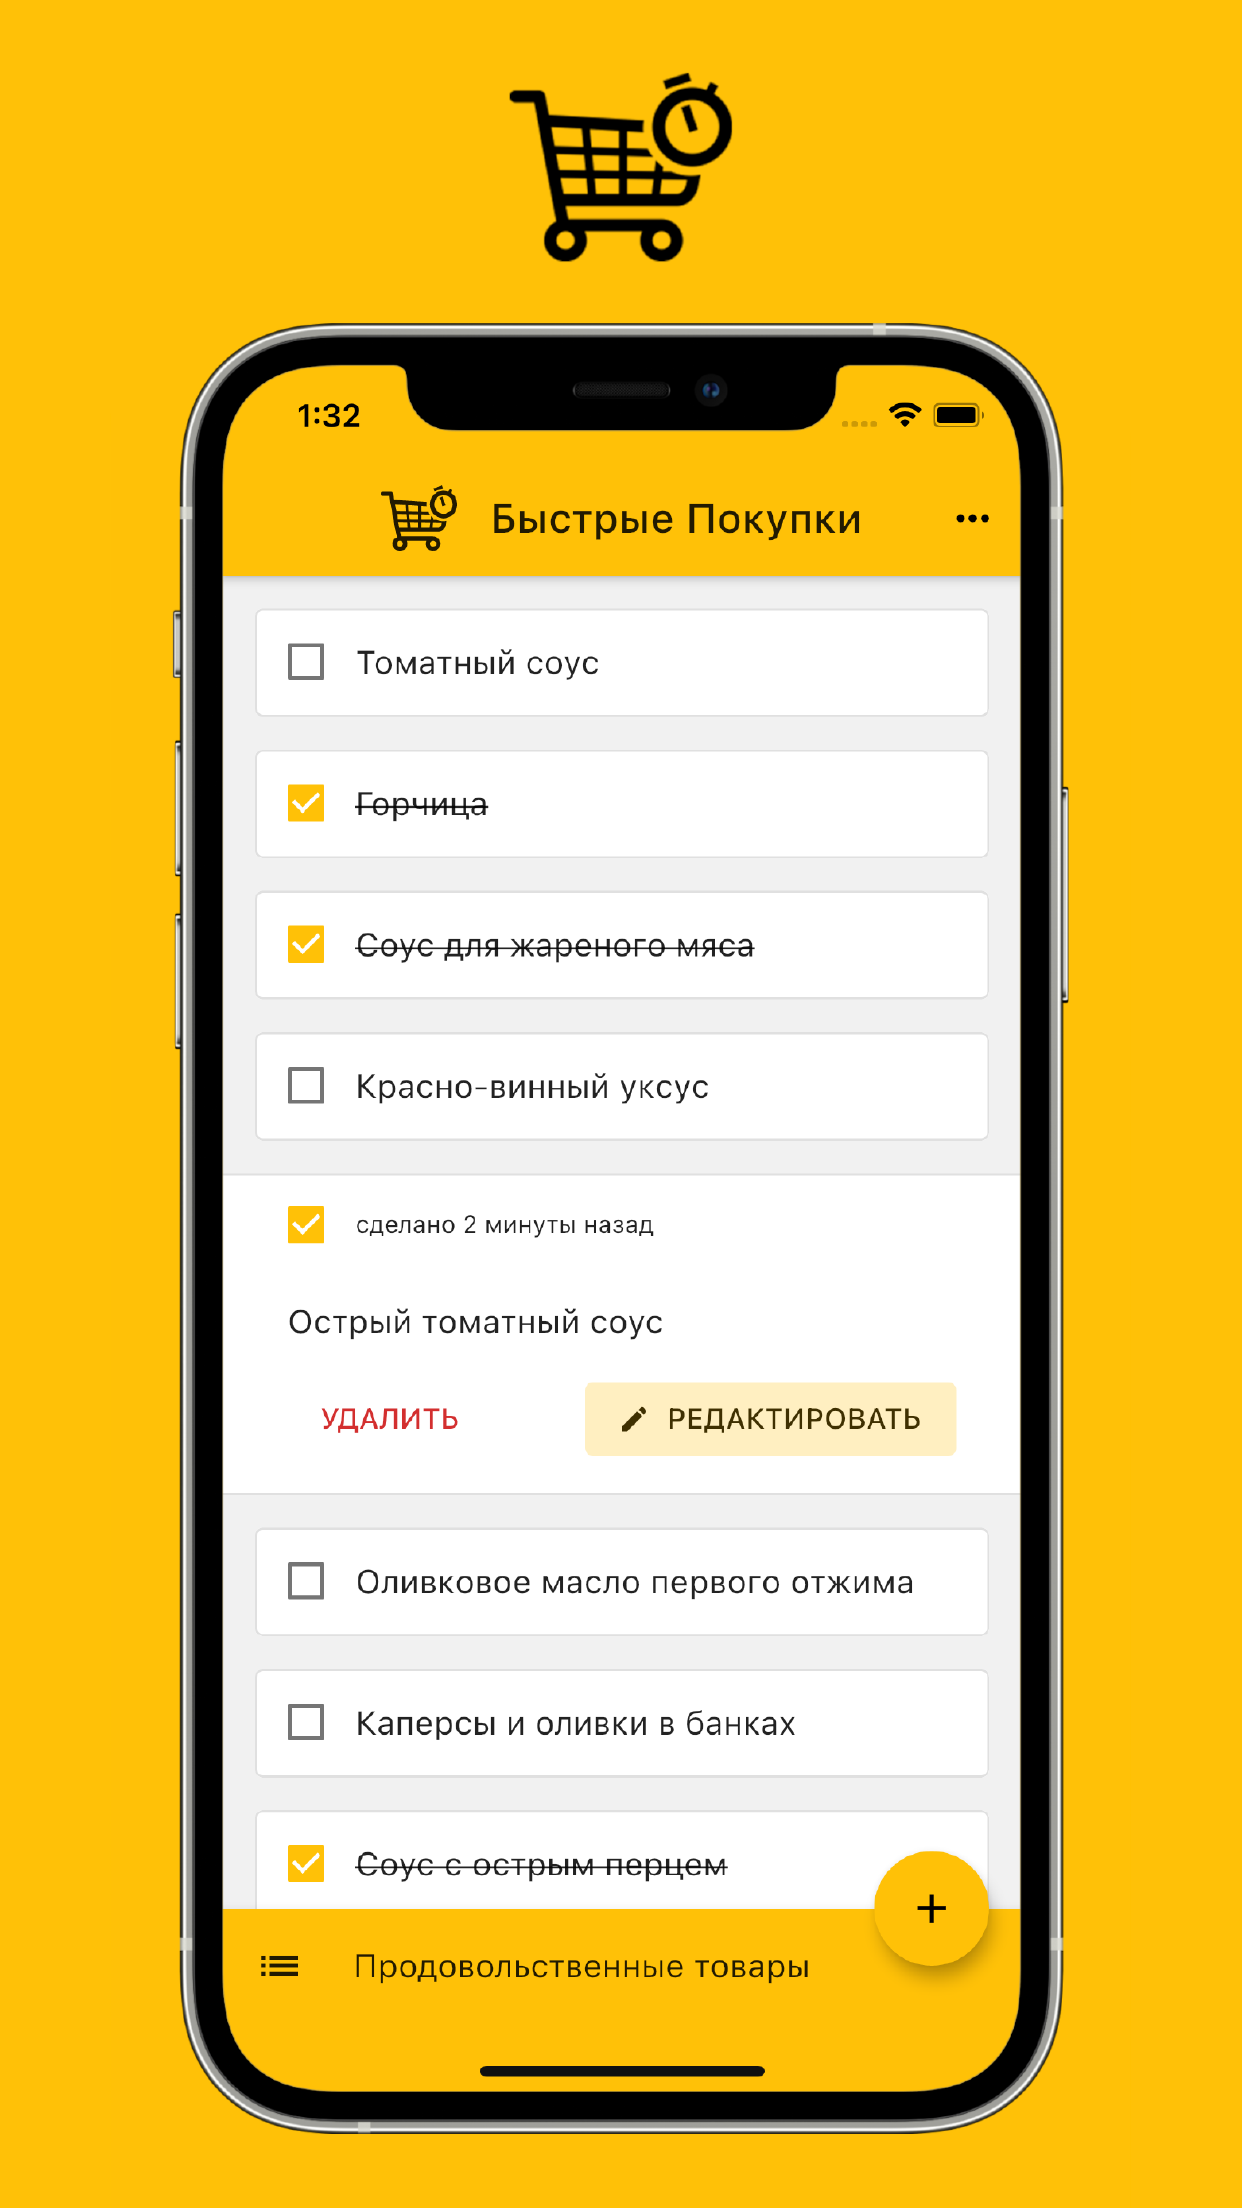 1:32
Быстрые Покупки
Томатный соус
Горчица
Соус для жареного мяса
Красно-винный уксус
сделано 2 минуты назад
Острый томатный соус
УДАЛИТЬ
РЕДАКТИРОВАТЬ
Оливковое масло первого отжима
Каперсы и оливки в банках
Соус с острым перцем
Продовольственные товары